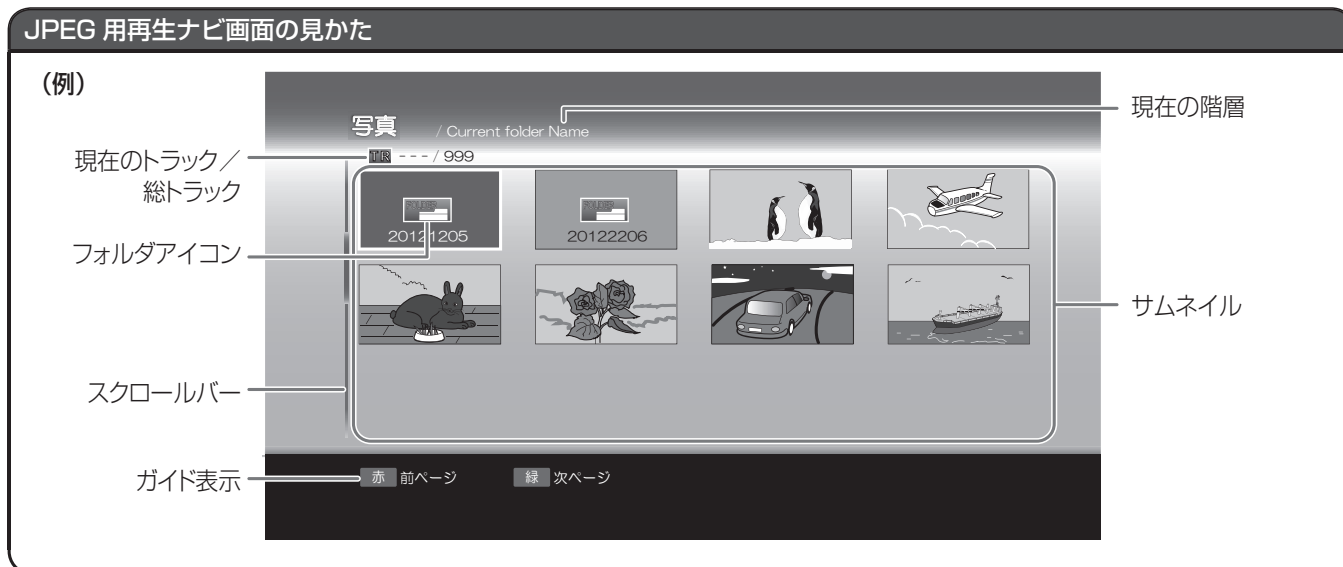 JPEG 用再生ナビ画面の見かた
（例）
写真 / Current folder Name
現在の階層
TR - - - / 999
現在のトラック／
総トラック
FOLDER
20121205
FOLDER
20122206
フォルダアイコン
サムネイル
スクロールバー
ガイド表示
赤 前ページ 緑 次ページ